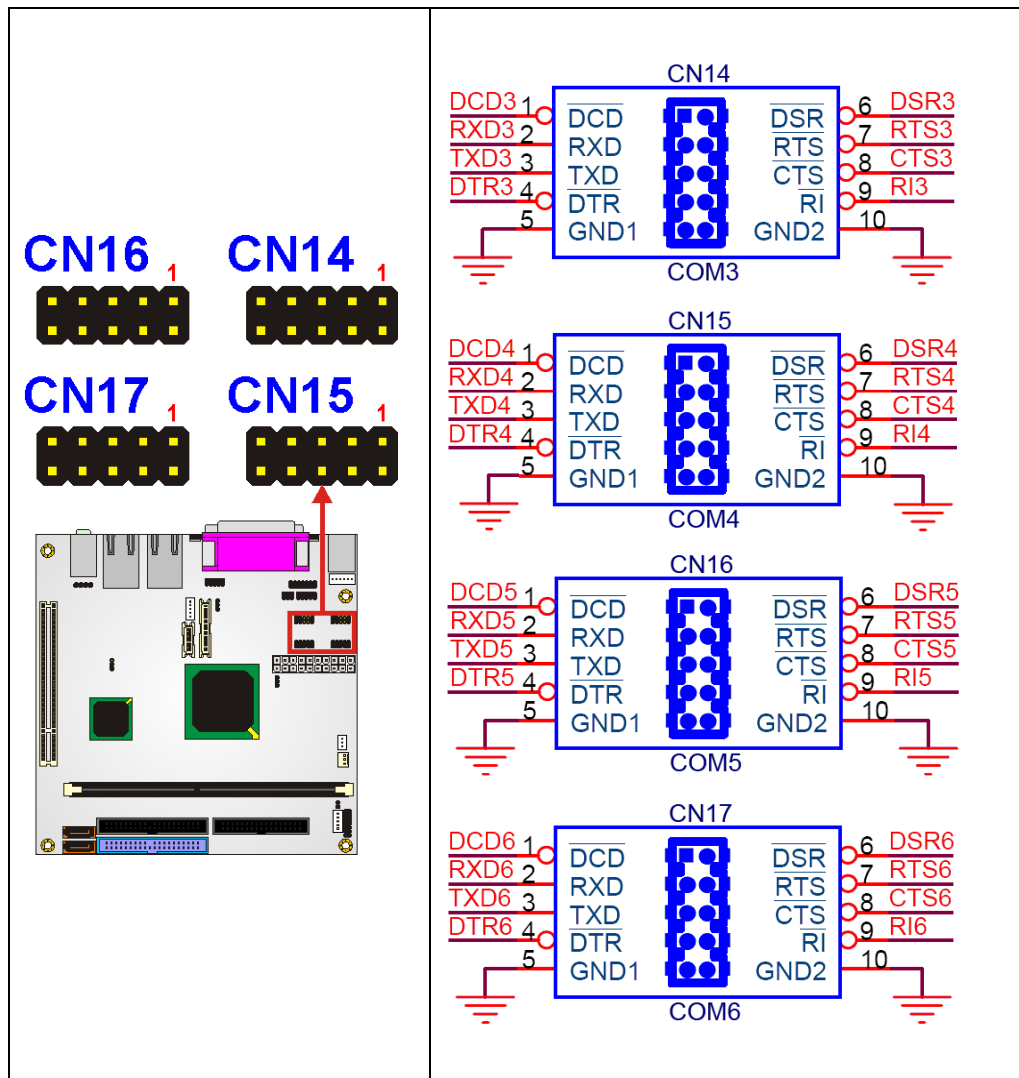 CN16 CN14
1 1
CN17 CN15
1 1
CN14
DCD3 1 DCD DSR 6 DSR3
RXD3 2 RXD RTS 7 RTS3
TXD3 3 TXD CTS 8 CTS3
DTR3 4 DTR RI 9 RI3
5 GND1 GND2 10
COM3
CN15
DCD4 1 DCD DSR 6 DSR4
RXD4 2 RXD RTS 7 RTS4
TXD4 3 TXD CTS 8 CTS4
DTR4 4 DTR RI 9 RI4
5 GND1 GND2 10
COM4
CN16
DCD5 1 DCD DSR 6 DSR5
RXD5 2 RXD RTS 7 RTS5
TXD5 3 TXD CTS 8 CTS5
DTR5 4 DTR RI 9 RI5
5 GND1 GND2 10
COM5
CN17
DCD6 1 DCD DSR 6 DSR6
RXD6 2 RXD RTS 7 RTS6
TXD6 3 TXD CTS 8 CTS6
DTR6 4 DTR RI 9 RI6
5 GND1 GND2 10
COM6